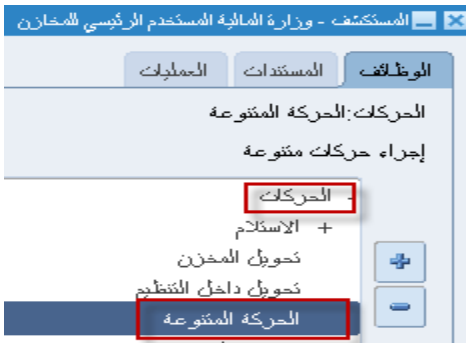 المستكشف - وزارة المالية المستخدم الرئيسي للمخازن
الوظائف المستندات العمليات
الحركات:الحركة المتنوعة
إجراء حركات متنوعة
- الحركات
+ الاستلام
تحويل المخزن
تحويل داخل التنظيم
الحركة المتنوعة